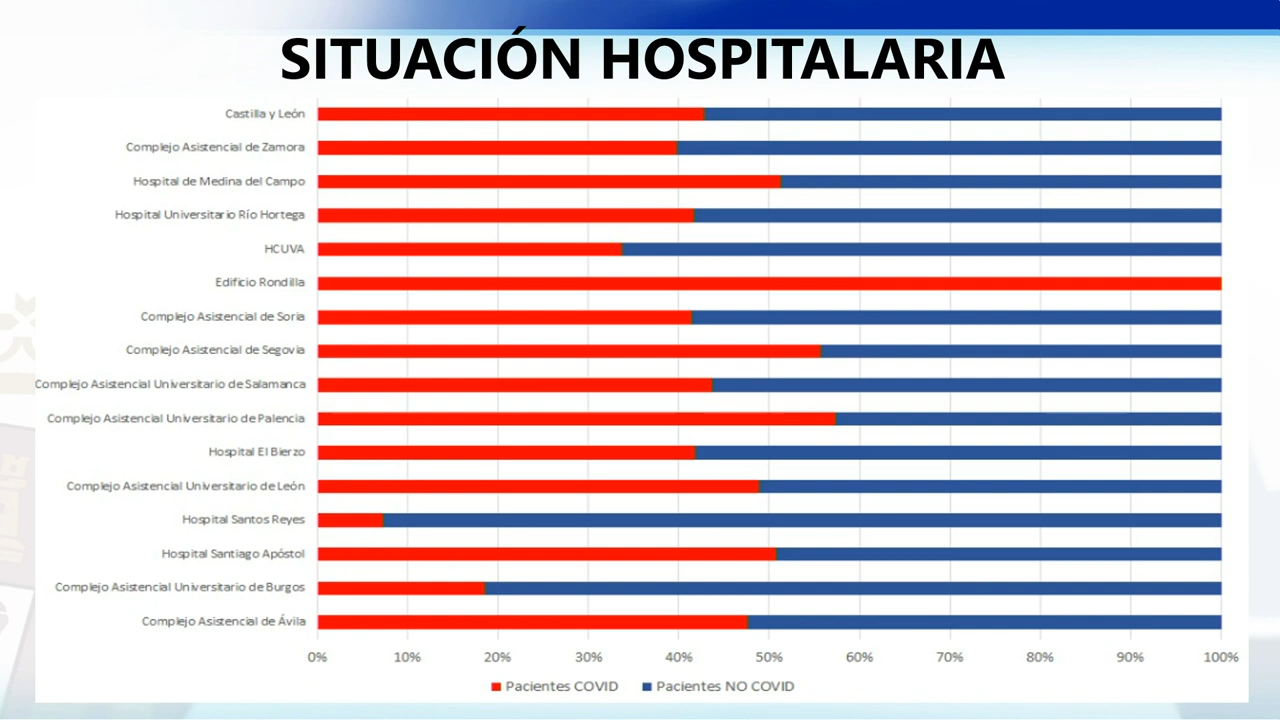 SITUACIÓN HOSPITALARIA
Castilla y León
Complejo Asistencial de Zamora
Hospital de Medina del Campo
Hospital Universitario Río Hortega
HCUVA
Edificio Rondilla
Complejo Asistencial de Soria
Complejo Asistencial de Segovia
Complejo Asistencial Universitario de Salamanca
Complejo Asistencial Universitario de Palencia
Hospital El Bierzo
Complejo Asistencial Universitario de León
Hospital Santos Reyes
Hospital Santiago Apóstol
Complejo Asistencial Universitario de Burgos
Complejo Asistencial de Ávila
0% 10% 20% 30% 40% 50% 60% 70% 80% 90% 100%
Pacientes COVID Pacientes NO COVID